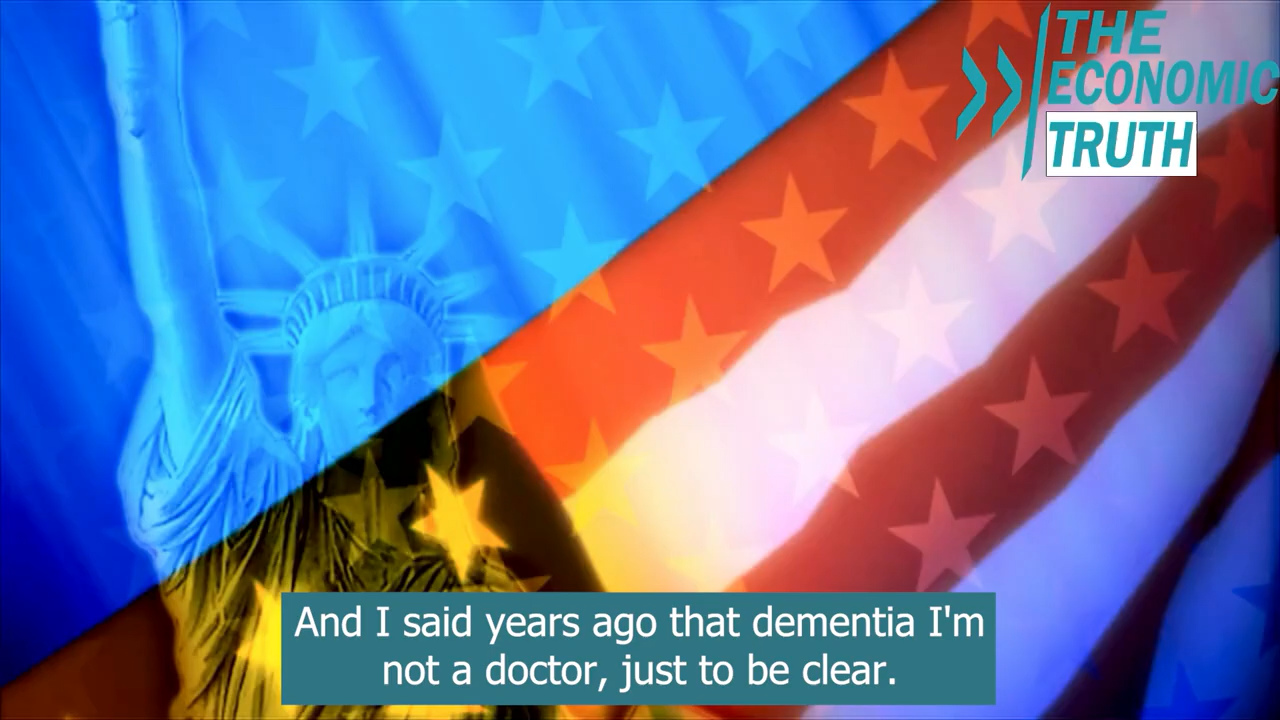 THE
ECONOMIC
TRUTH
And I said years ago that dementia I'm
not a doctor, just to be clear.